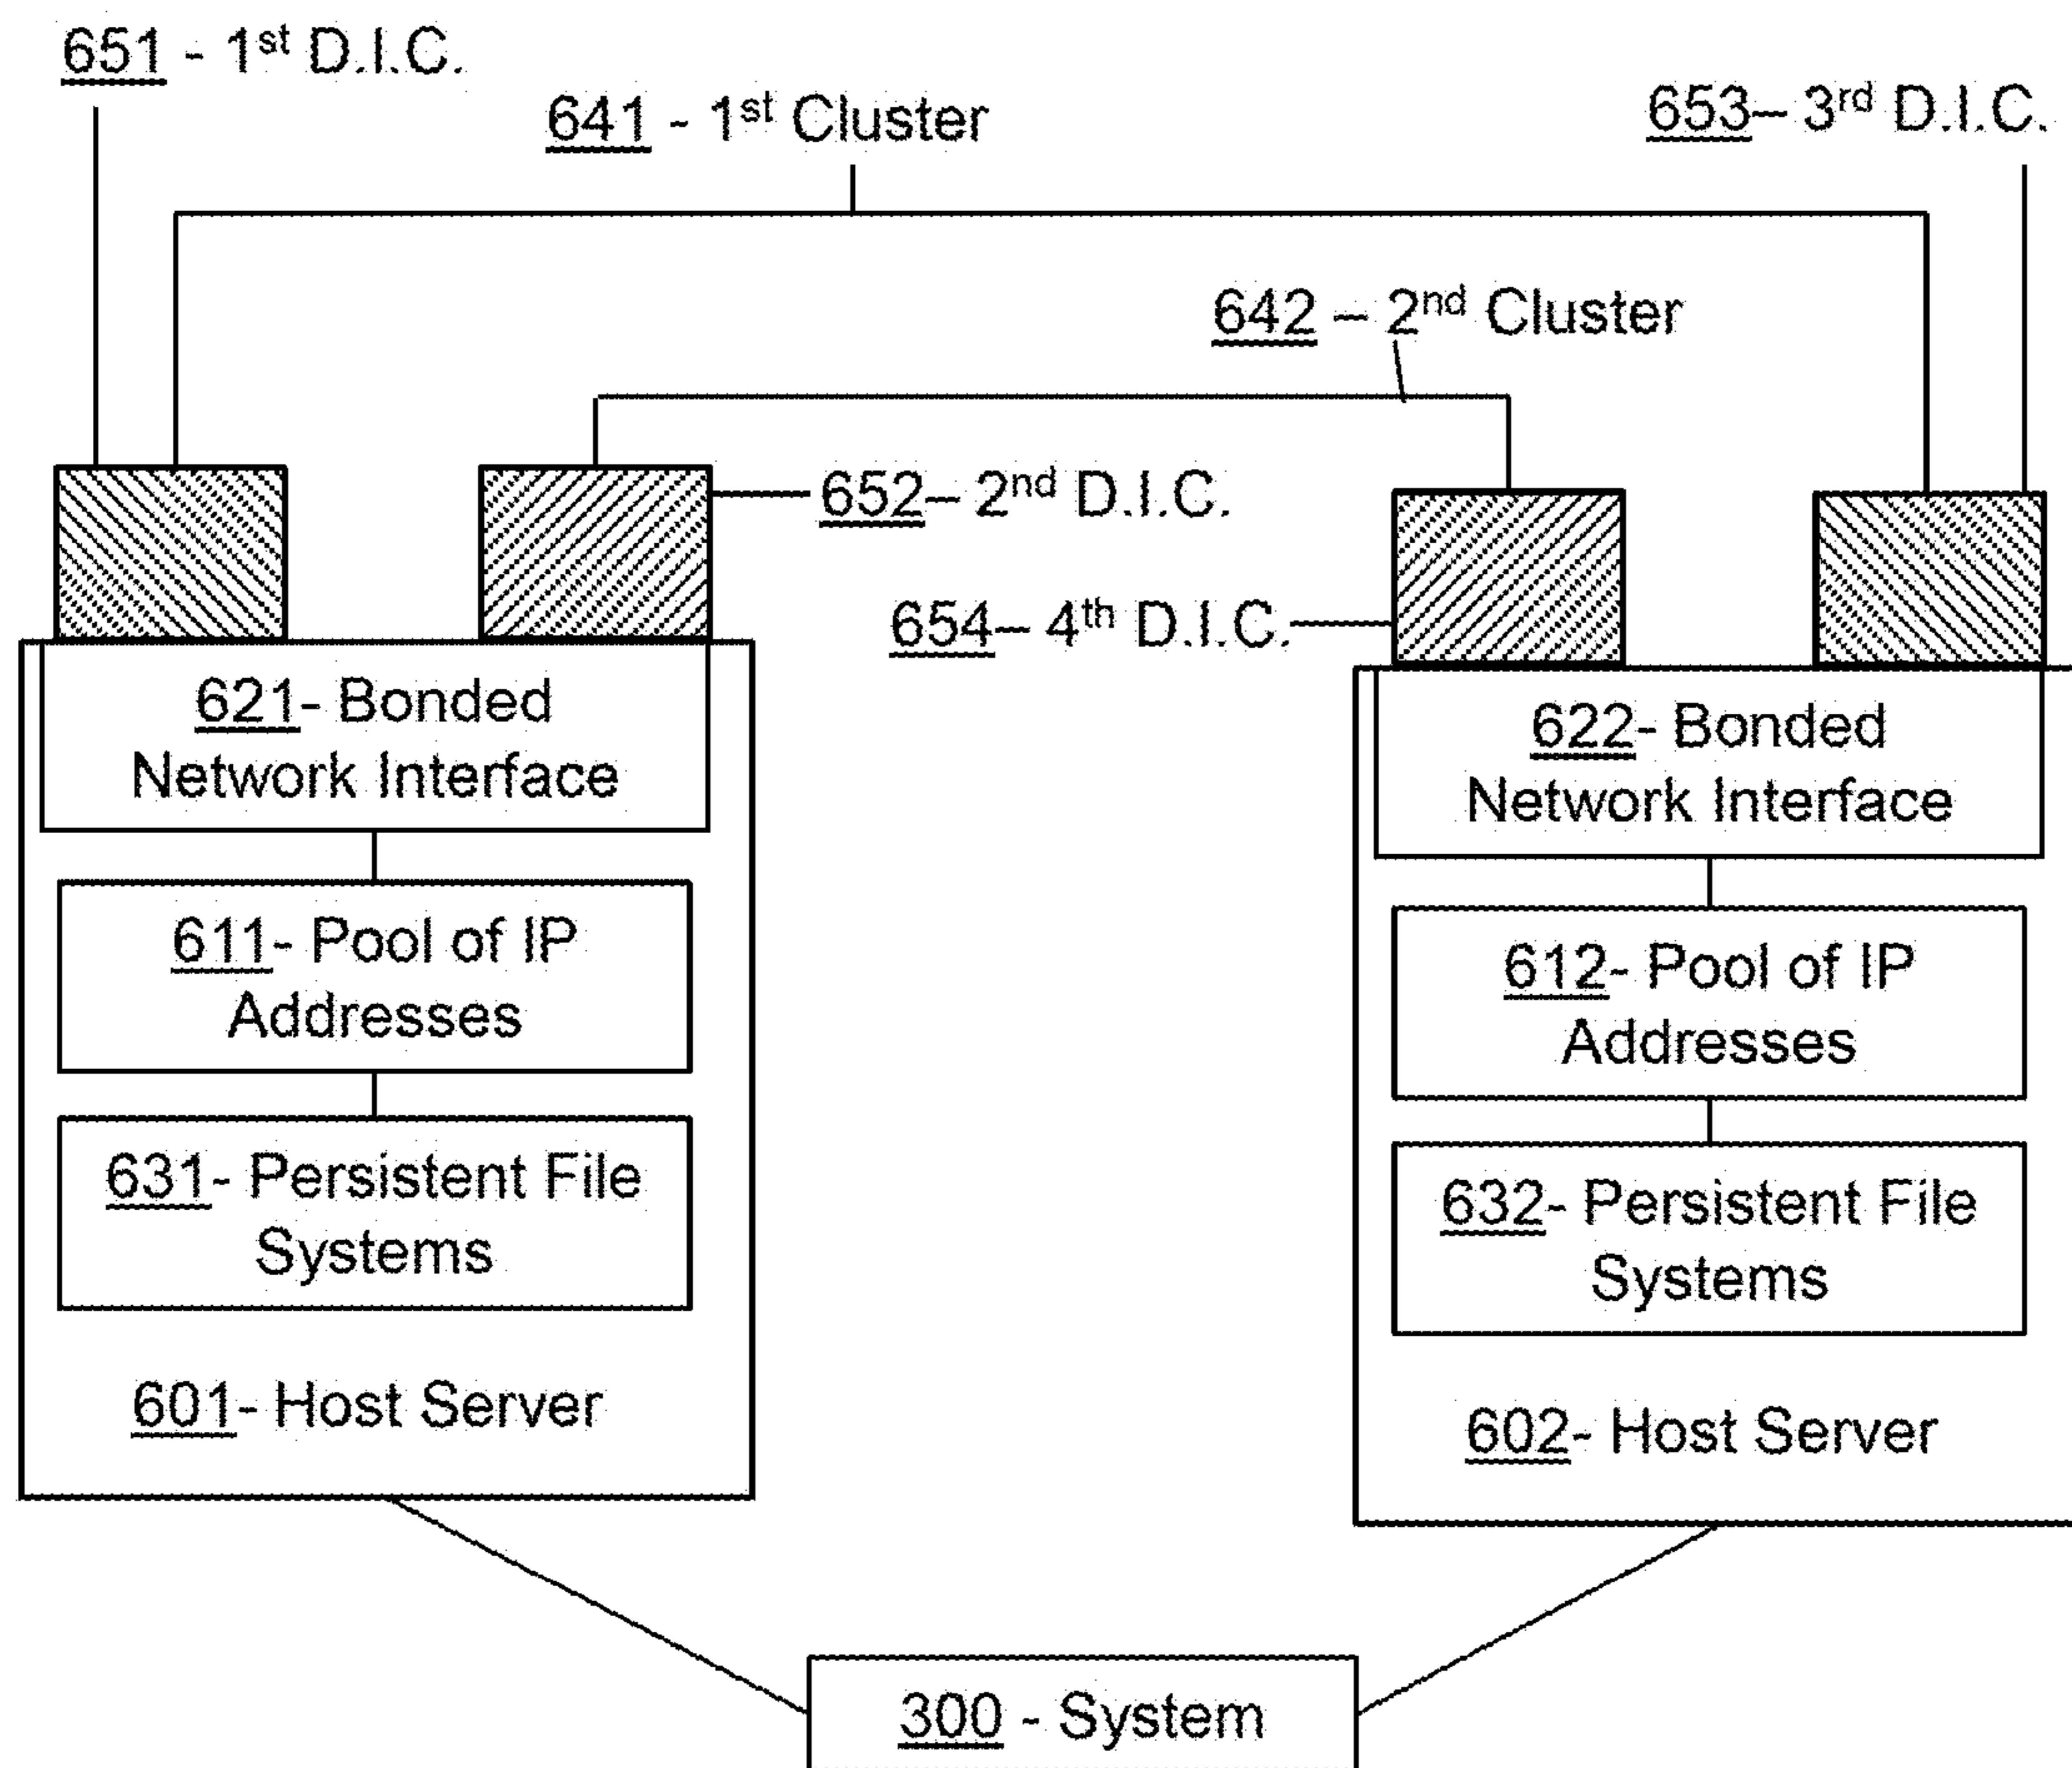 651 - 1st D.I.C.
641 - 1st Cluster
653– 3rd D.I.C.
642 – 2nd Cluster
652– 2nd D.I.C.
654– 4th D.I.C.
621- Bonded
Network Interface
611- Pool of IP
Addresses
631- Persistent File
Systems
601- Host Server
622- Bonded
Network Interface
612- Pool of IP
Addresses
632- Persistent File
Systems
602- Host Server
300 - System